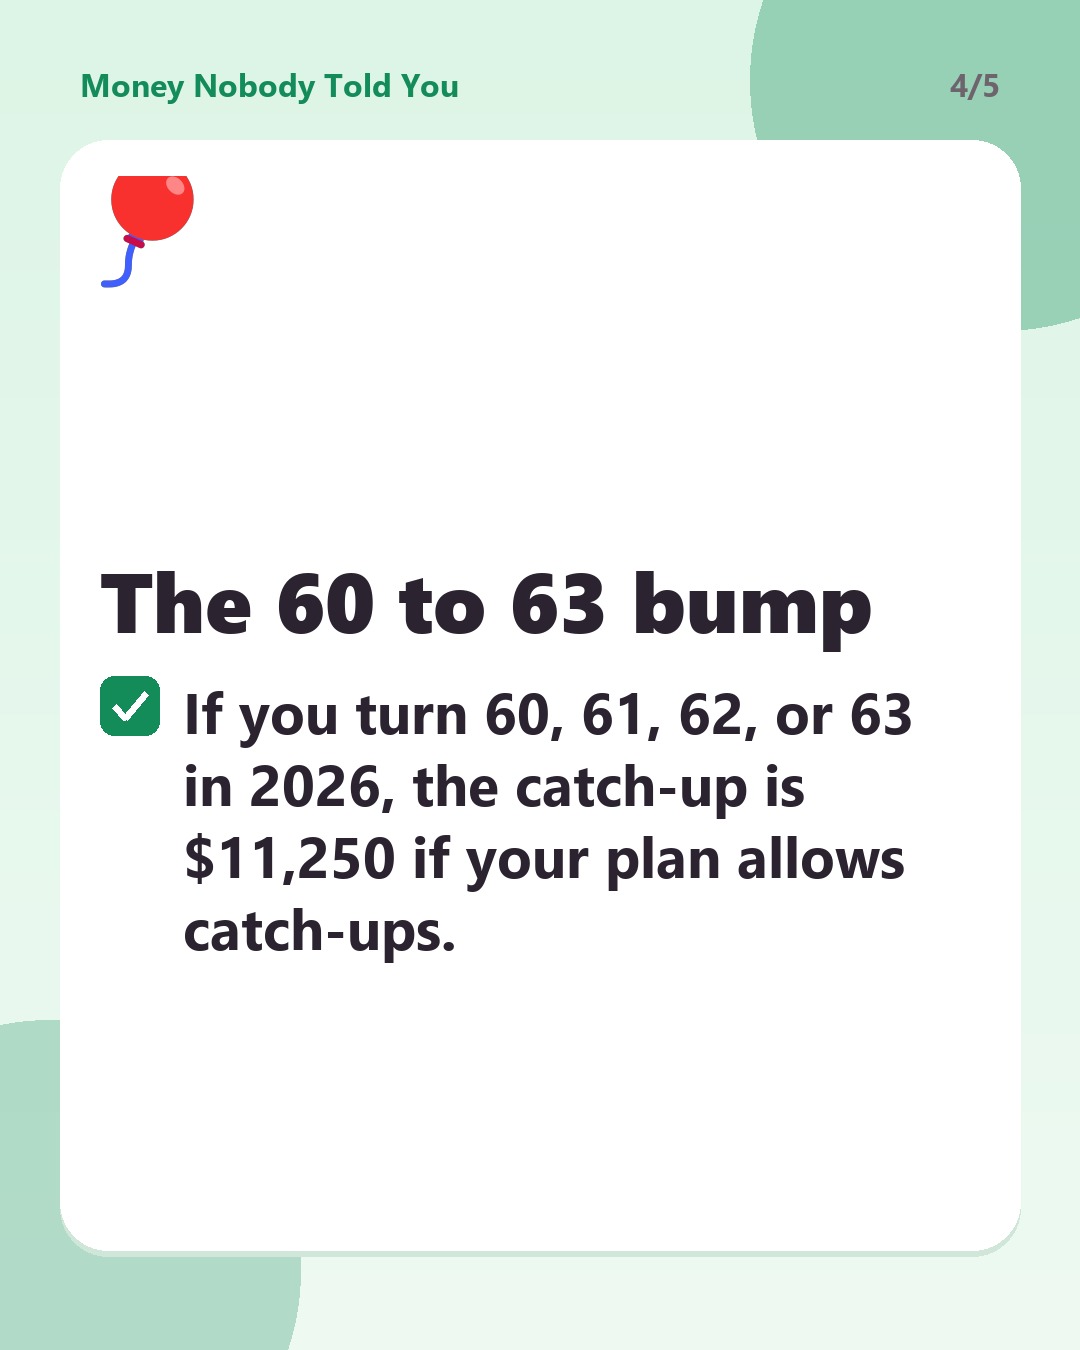 Money Nobody Told You
4/5
The 60 to 63 bump
If you turn 60, 61, 62, or 63
in 2026, the catch-up is
$11,250 if your plan allows
catch-ups.